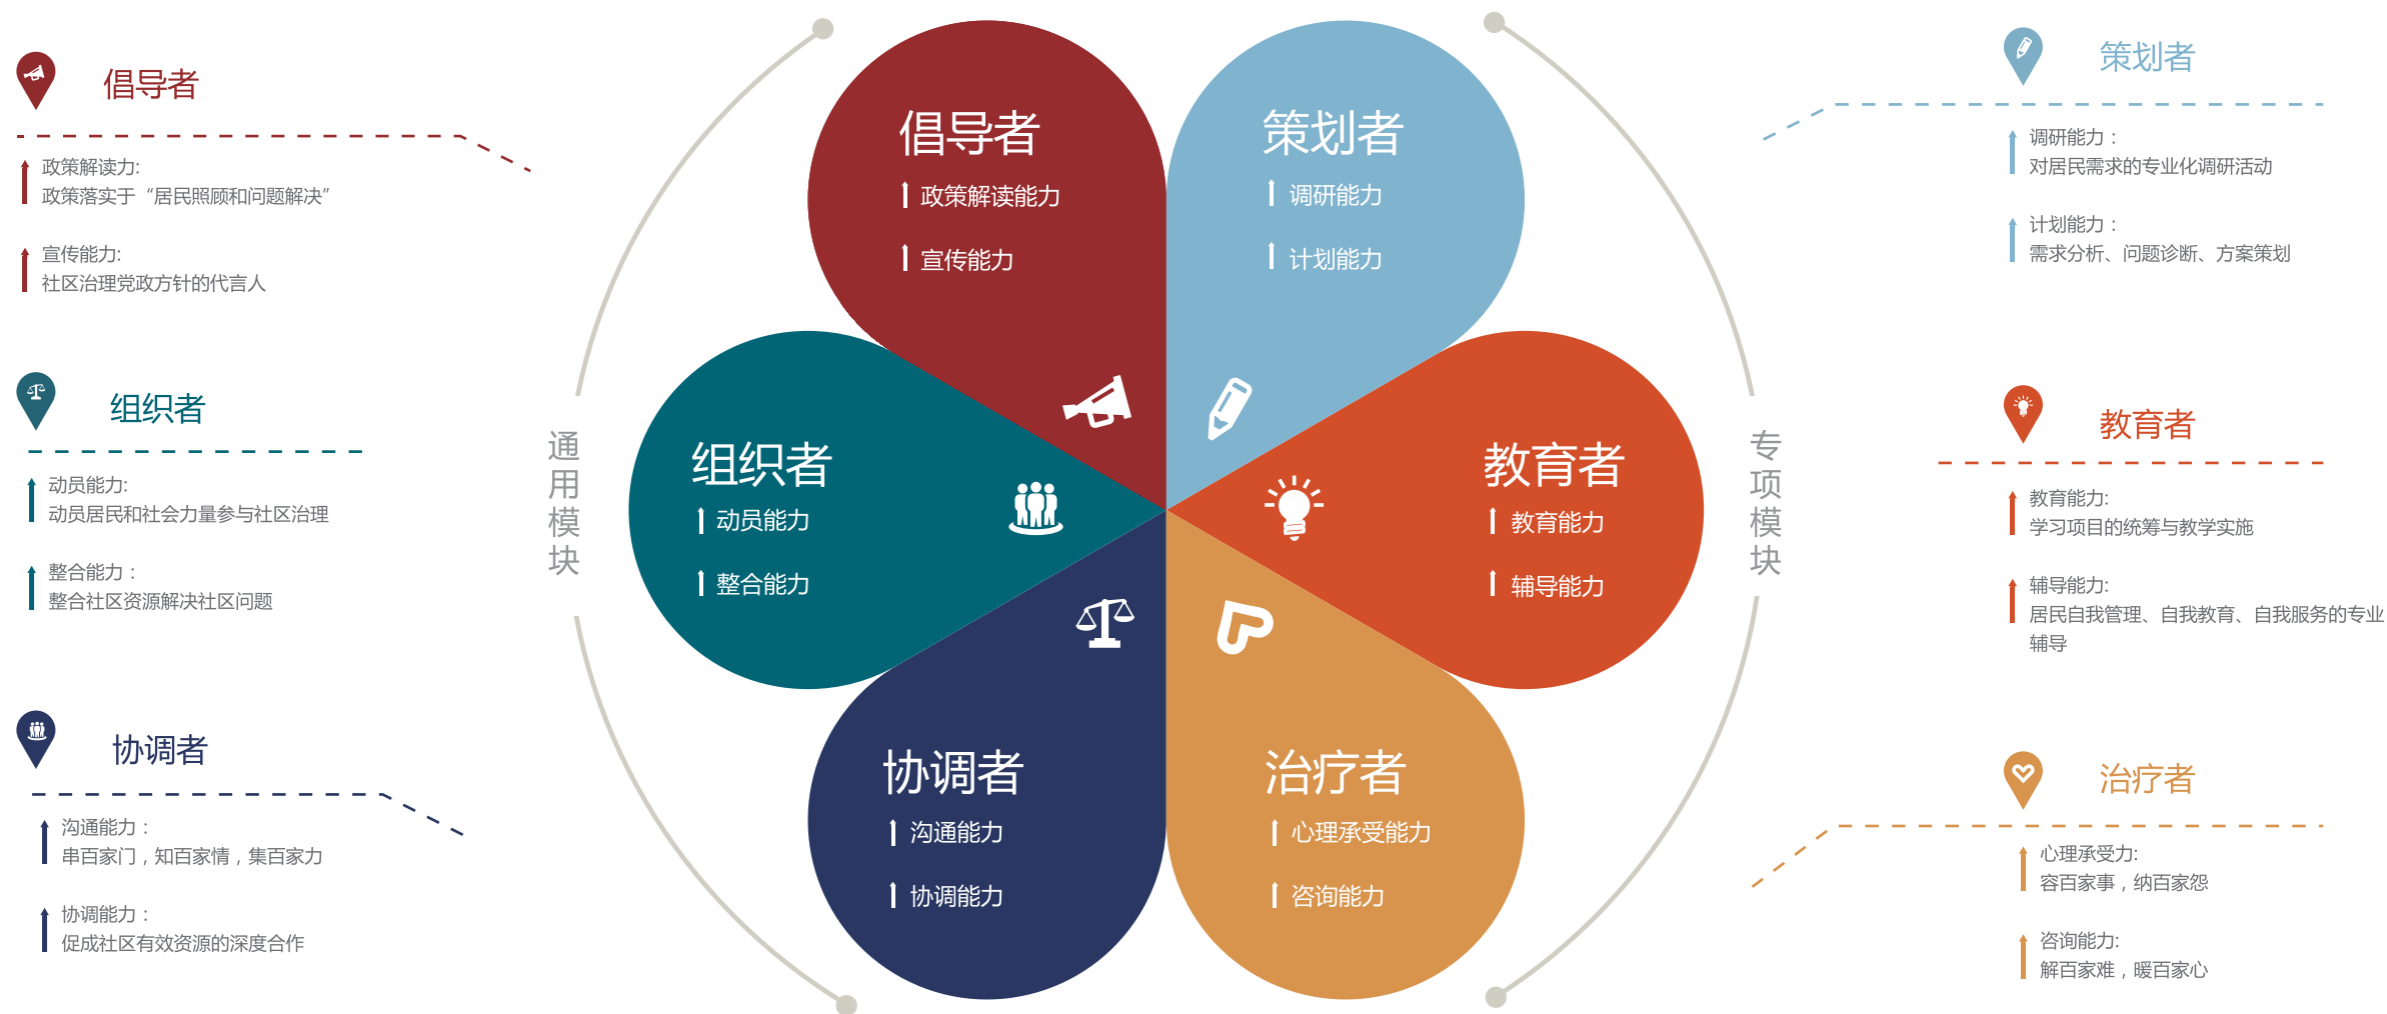 倡导者
政策解读力:
政策落实于“居民照顾和问题解决”
宣传能力:
社区治理党政方针的代言人
组织者
动员能力:
动员居民和社会力量参与社区治理
整合能力：
整合社区资源解决社区问题
协调者
沟通能力：
串百家门，知百家情，集百家力
协调能力：
促成社区有效资源的深度合作
通用模块
倡导者
政策解读能力
宣传能力
策划者
调研能力
计划能力
组织者
动员能力
整合能力
教育者
教育能力
辅导能力
协调者
沟通能力
协调能力
治疗者
心理承受能力
咨询能力
专项模块
策划者
调研能力：
对居民需求的专业化调研活动
计划能力：
需求分析、问题诊断、方案策划
教育者
教育能力:
学习项目的统筹与教学实施
辅导能力:
居民自我管理、自我教育、自我服务的专业
辅导
治疗者
心理承受力:
容百家事，纳百家怨
咨询能力:
解百家难，暖百家心